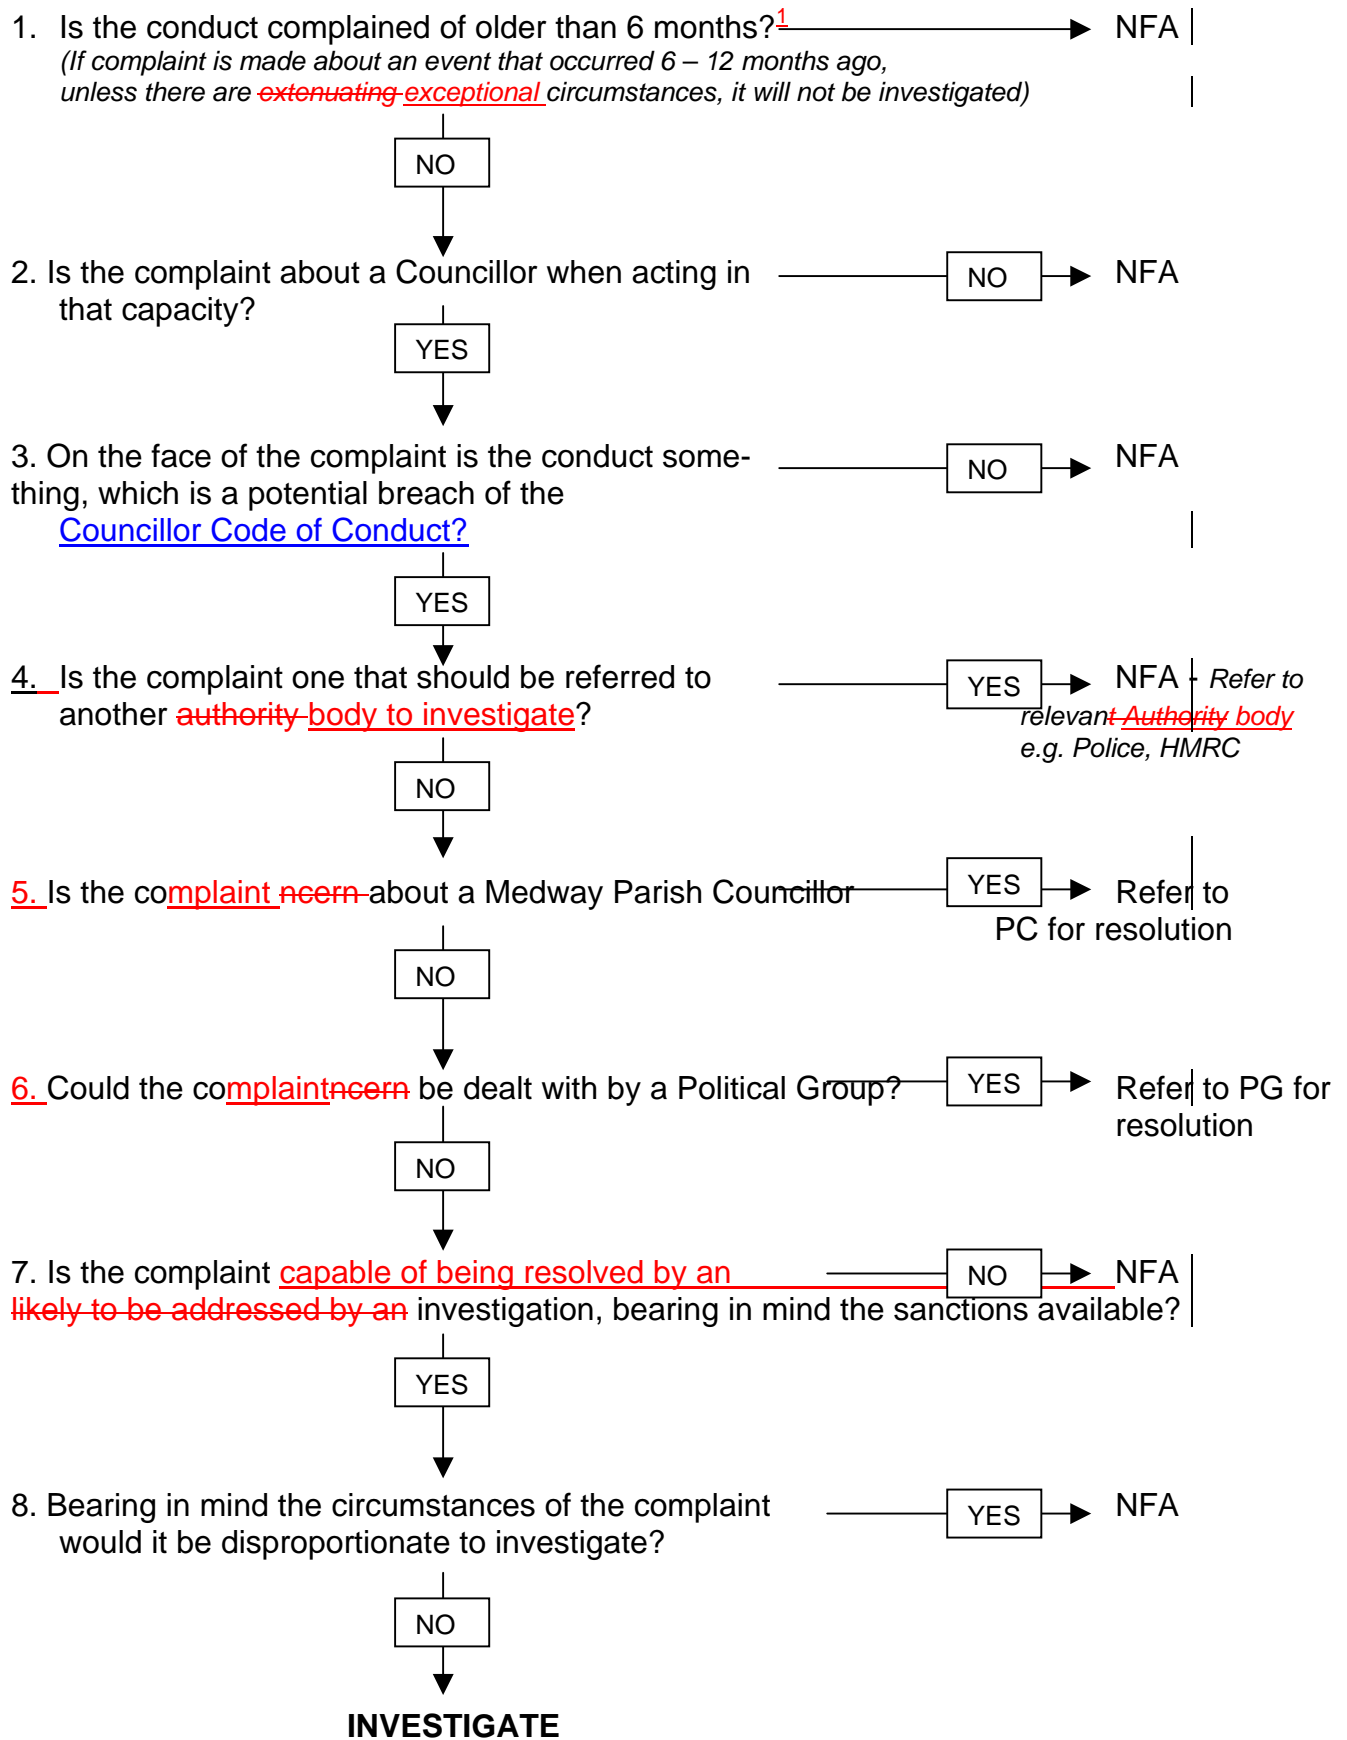 1. Is the conduct complained of older than 6 months?1 NFA
(If complaint is made about an event that occurred 6 – 12 months ago,
unless there are extenuating exceptional circumstances, it will not be investigated)
NO
2. Is the complaint about a Councillor when acting in NO NFA
that capacity?
YES
3. On the face of the complaint is the conduct some- NO NFA
thing, which is a potential breach of the
Councillor Code of Conduct?
YES
4. Is the complaint one that should be referred to YES NFA - Refer to
another authority body to investigate? relevant Authority body
e.g. Police, HMRC
NO
5. Is the complaint ncern about a Medway Parish Councillor YES Refer to
PC for resolution
NO
6. Could the complaintncern be dealt with by a Political Group? YES Refer to PG for
resolution
NO
7. Is the complaint capable of being resolved by an NO NFA
likely to be addressed by an investigation, bearing in mind the sanctions available?
YES
8. Bearing in mind the circumstances of the complaint YES NFA
would it be disproportionate to investigate?
NO
INVESTIGATE